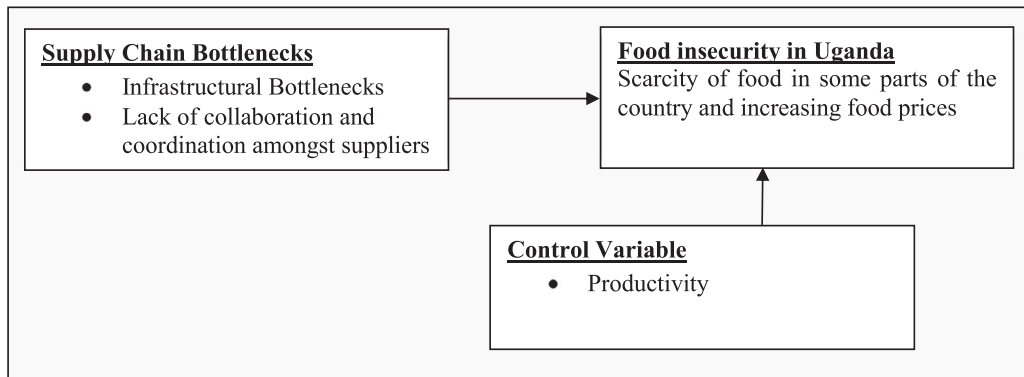 Supply Chain Bottlenecks
• Infrastructural Bottlenecks
• Lack of collaboration and
coordination amongst suppliers
Food insecurity in Uganda
Scarcity of food in some parts of the
country and increasing food prices
Control Variable
• Productivity